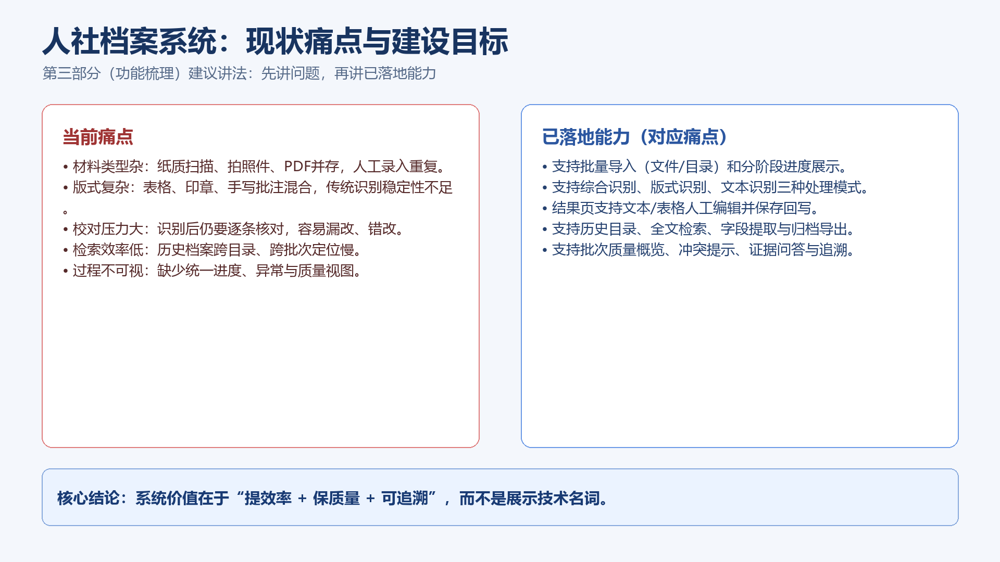 人社档案系统：现状痛点与建设目标
第三部分（功能梳理）建议讲法：先讲问题，再讲已落地能力
当前痛点
• 材料类型杂：纸质扫描、拍照件、PDF并存，人工录入重复。
• 版式复杂：表格、印章、手写批注混合，传统识别稳定性不足
。
• 校对压力大：识别后仍要逐条核对，容易漏改、错改。
• 检索效率低：历史档案跨目录、跨批次定位慢。
• 过程不可视：缺少统一进度、异常与质量视图。
已落地能力（对应痛点）
• 支持批量导入（文件/目录）和分阶段进度展示。
• 支持综合识别、版式识别、文本识别三种处理模式。
• 结果页支持文本/表格人工编辑并保存回写。
• 支持历史目录、全文检索、字段提取与归档导出。
• 支持批次质量概览、冲突提示、证据问答与追溯。
核心结论：系统价值在于“提效率 + 保质量 + 可追溯”，而不是展示技术名词。